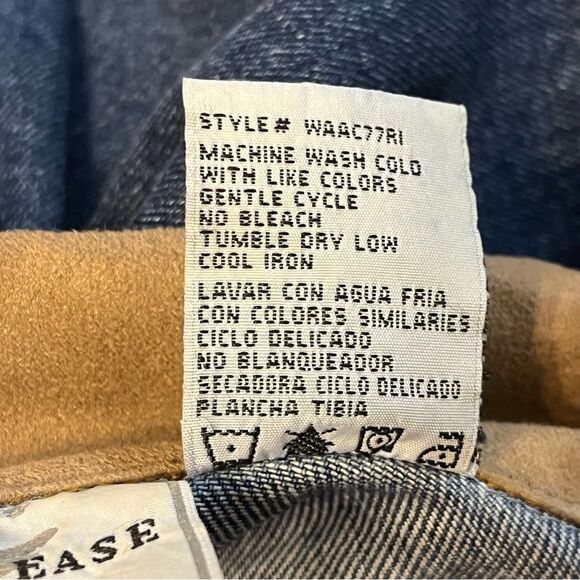 STYLE# WAAC77RI
MACHINE WASH COLD
WITH LIKE COLORS
GENTLE CYCLE
NO BLEACH
TUMBLE DRY LOW
COOL IRON
LAVAR CON AGUA FRIA
CON COLORES SIMILARIES
CICLO DELICADO
NO BLANQUEADOR
SECADORA CICLO DELICADO
PLANCHA TIBIA
EASE